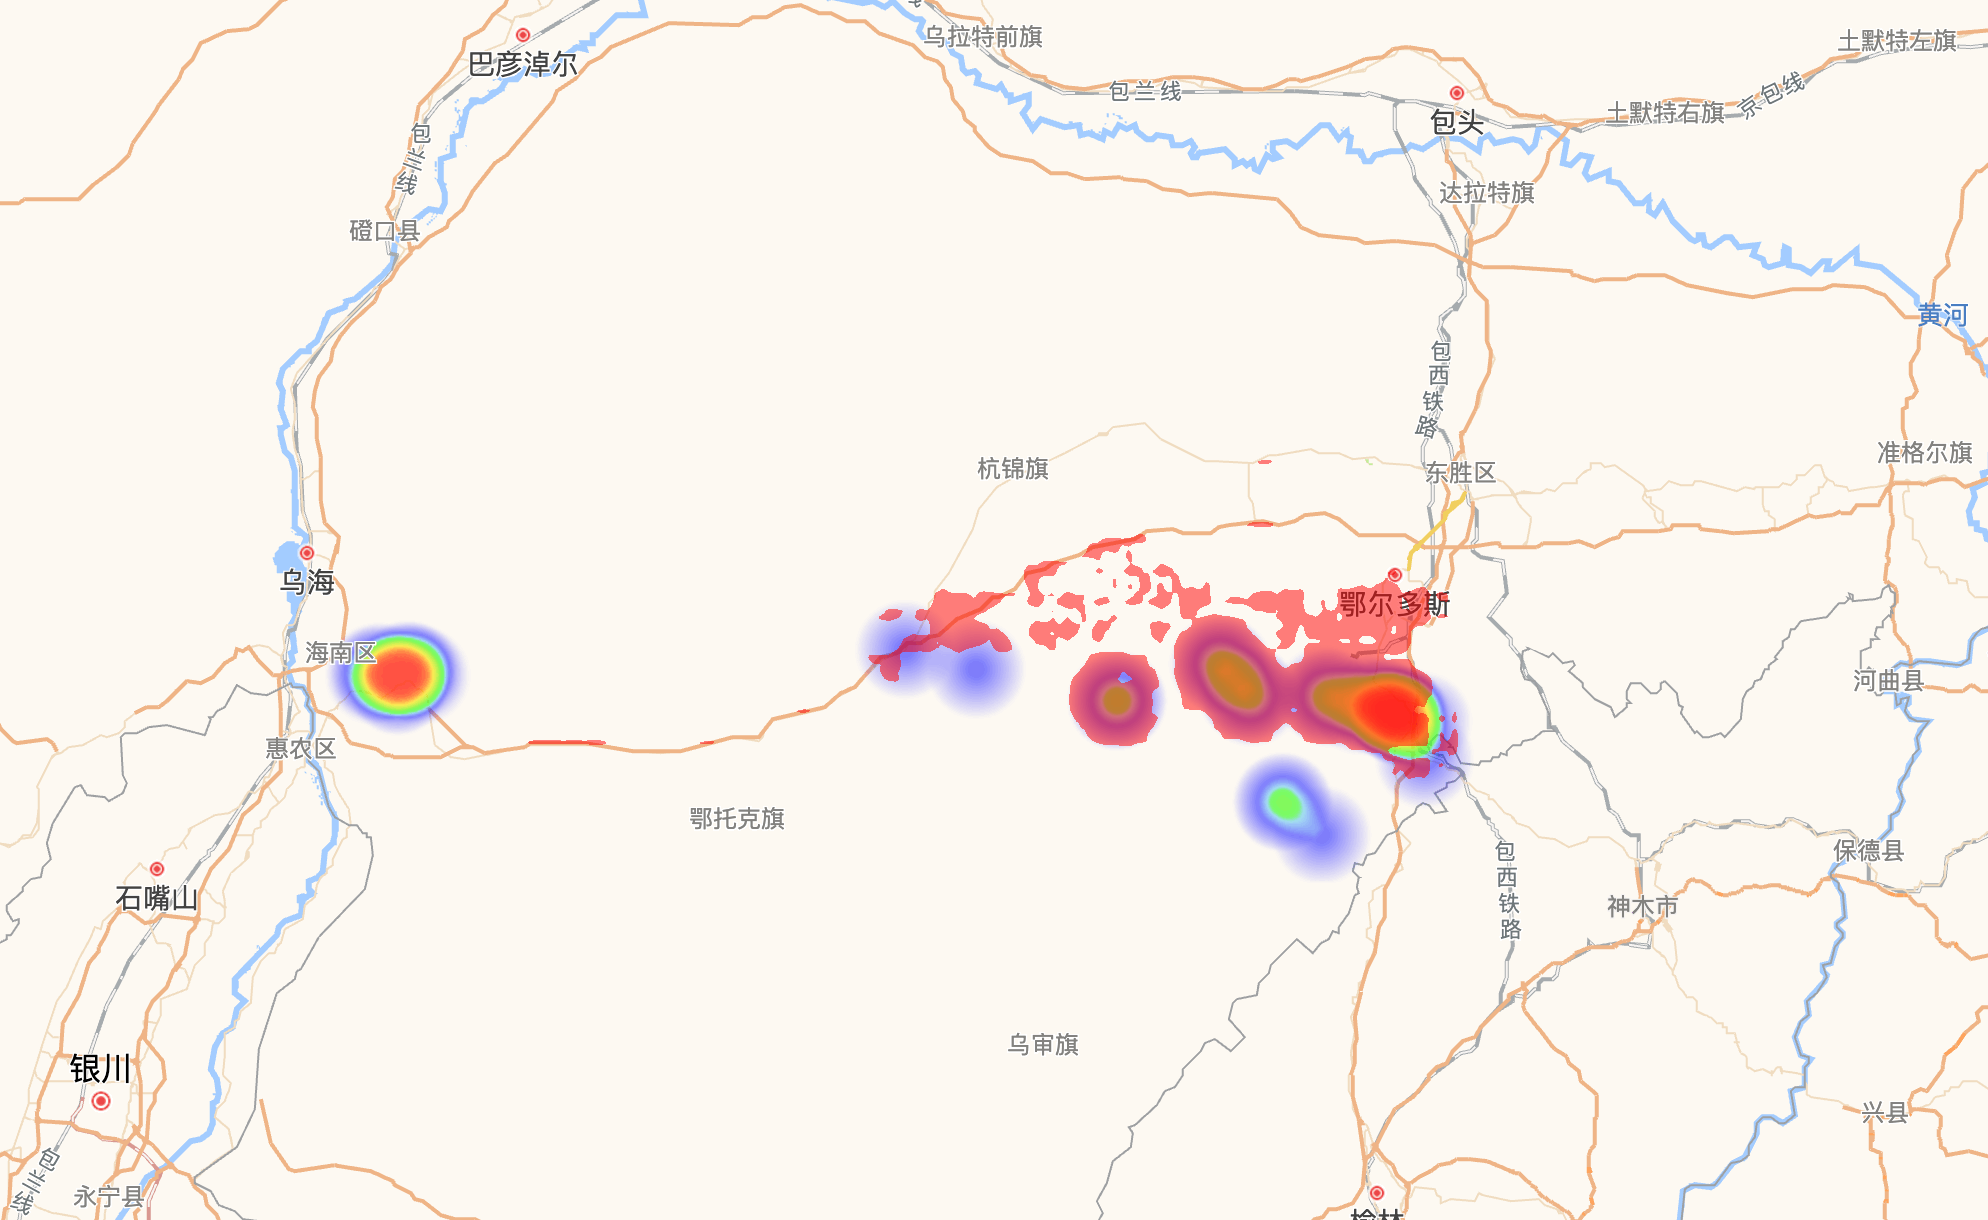 乌拉特前旗
土默特左旗
巴彦淖尔
包兰线
京包线
土默特右旗
包头
包兰线
达拉特旗
磴口县
黄河
包西铁路
准格尔旗
杭锦旗
东胜区
乌海
鄂尔多斯
海南区
河曲县
惠农区
鄂托克旗
保德县
包西铁路
石嘴山
神木市
乌审旗
银川
兴县
包兰线
永宁县
榆林